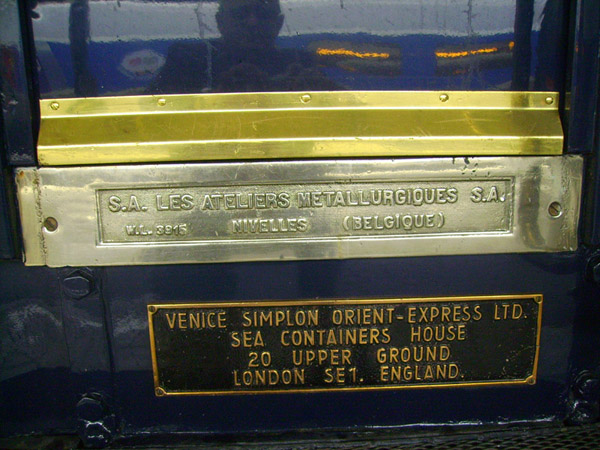 S.A. LES ATELIERS METALLURGIQUES S.A.
W.L. 3915 NIVELLES (BELGIQUE)
VENICE SIMPLON ORIENT-EXPRESS LTD.
SEA CONTAINERS HOUSE
20 UPPER GROUND
LONDON SE1. ENGLAND.